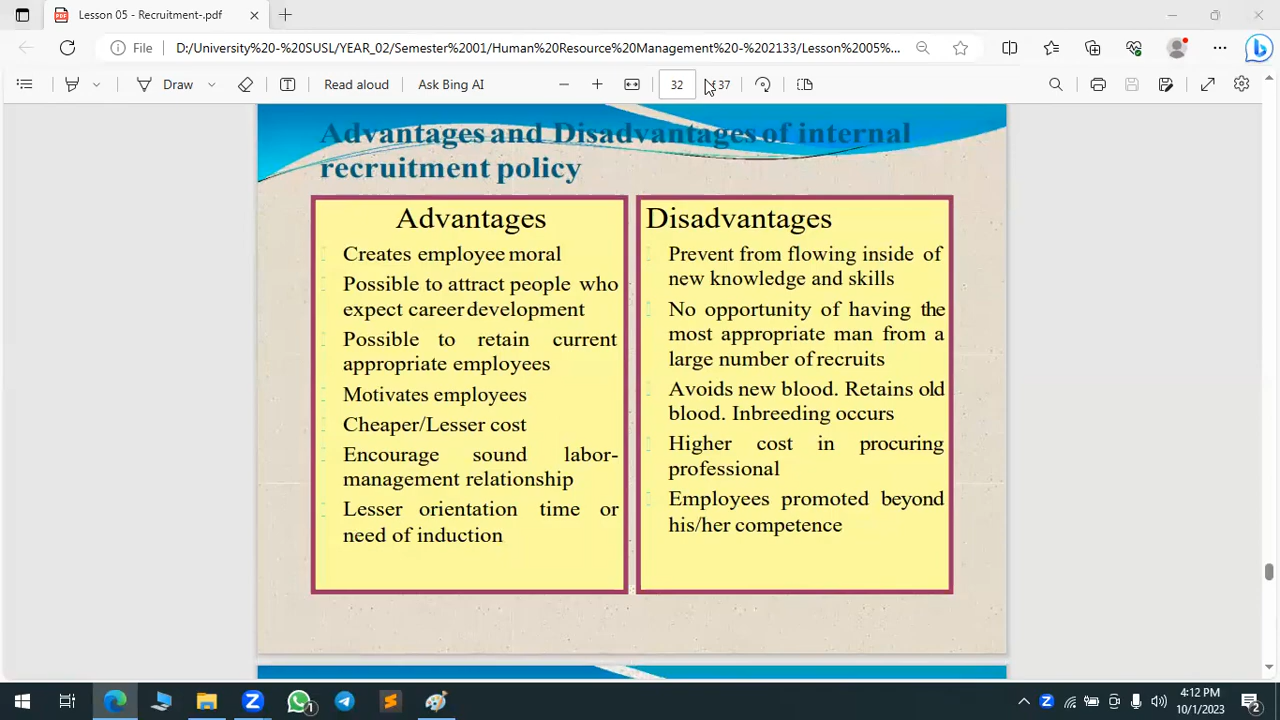 Lesson 05 - Recruitment-.pdf
File
D:/University%20-%20SUSL/YEAR_02/Semester%2001/Human%20Resource%20Management%20-%202133/Lesson%2005%...
Draw
Read aloud
Ask Bing AI
32
37
Advantages and Disadvantages of internal
recruitment policy
Advantages
Creates employee moral
Possible to attract people who
expect career development
Possible to retain current
appropriate employees
Motivates employees
Cheaper/Lesser cost
Encourage sound labor-
management relationship
Lesser orientation time or
need of induction
Disadvantages
Prevent from flowing inside of
new knowledge and skills
No opportunity of having the
most appropriate man from a
large number of recruits
Avoids new blood. Retains old
blood. Inbreeding occurs
Higher cost in procuring
professional
Employees promoted beyond
his/her competence
1
4:12 PM
10/1/2023
2